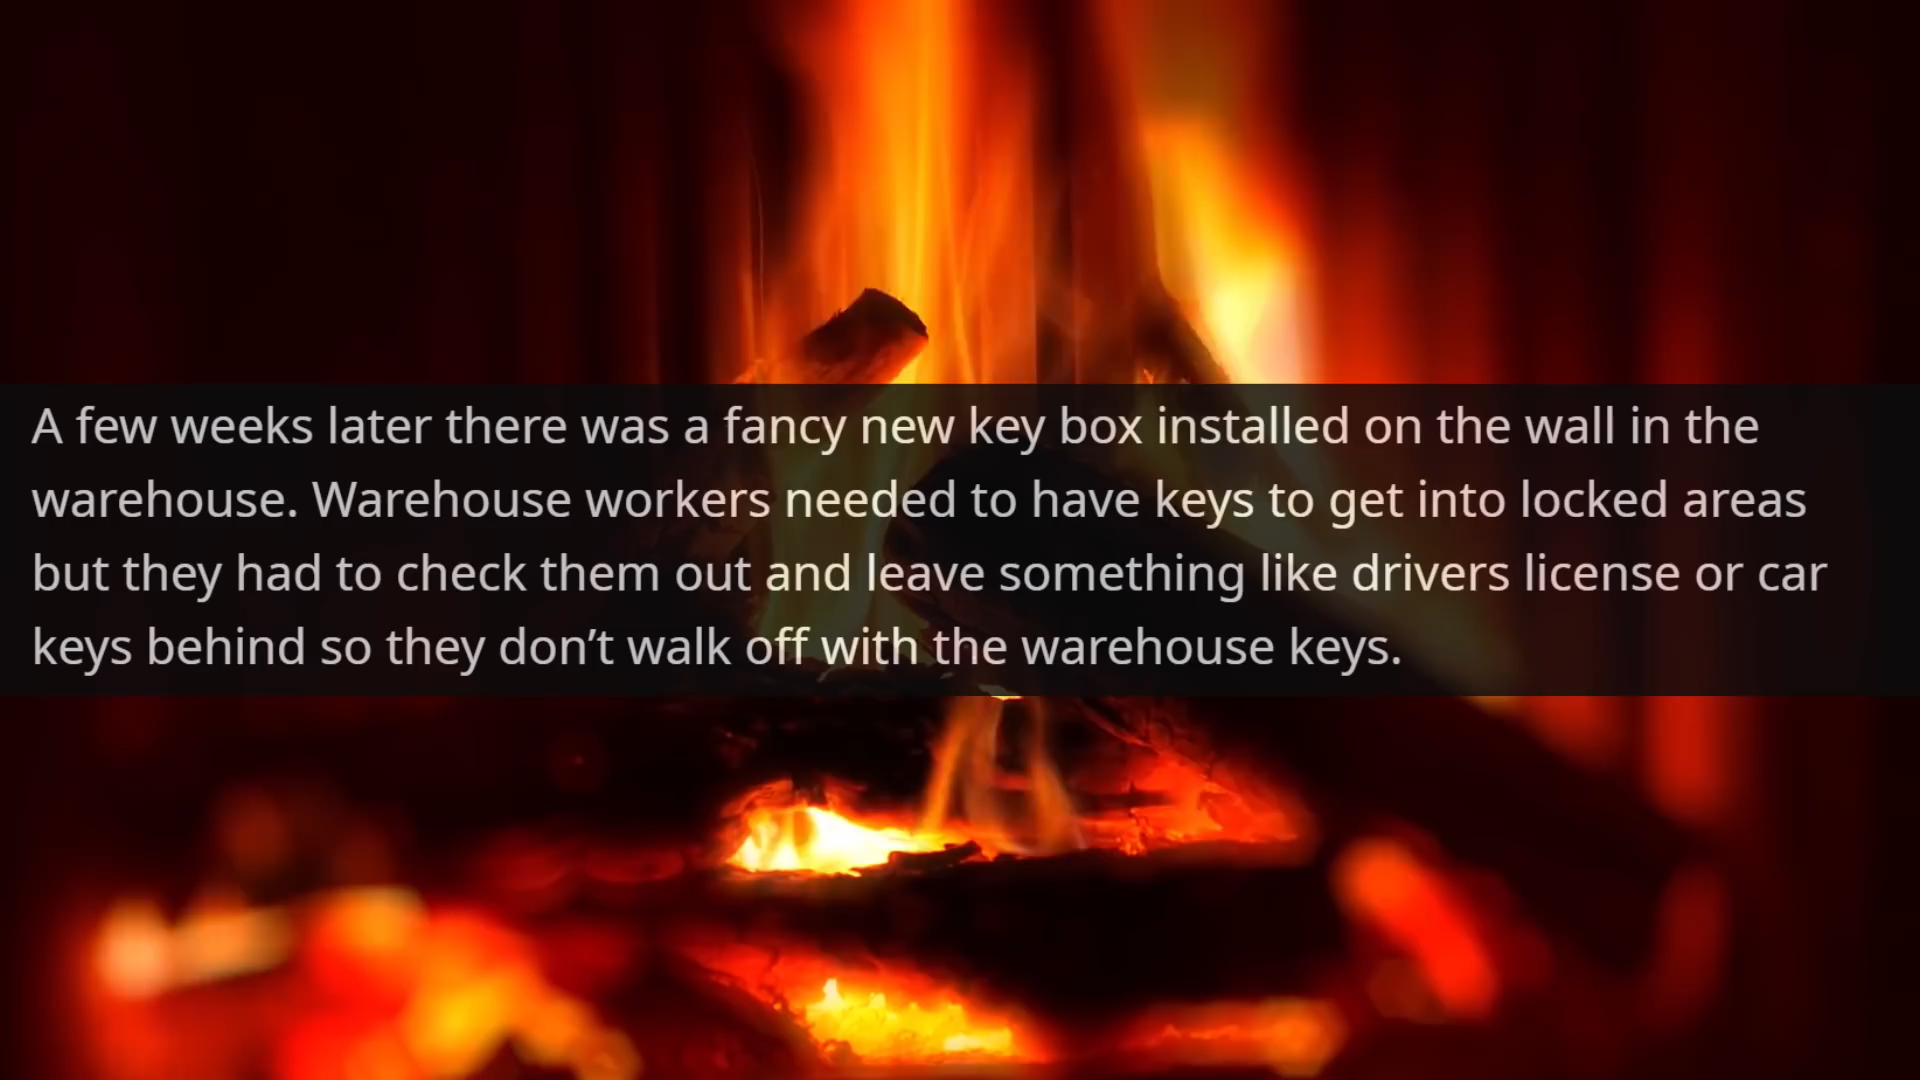 A few weeks later there was a fancy new key box installed on the wall in the
warehouse. Warehouse workers needed to have keys to get into locked areas
but they had to check them out and leave something like drivers license or car
keys behind so they don’t walk off with the warehouse keys.